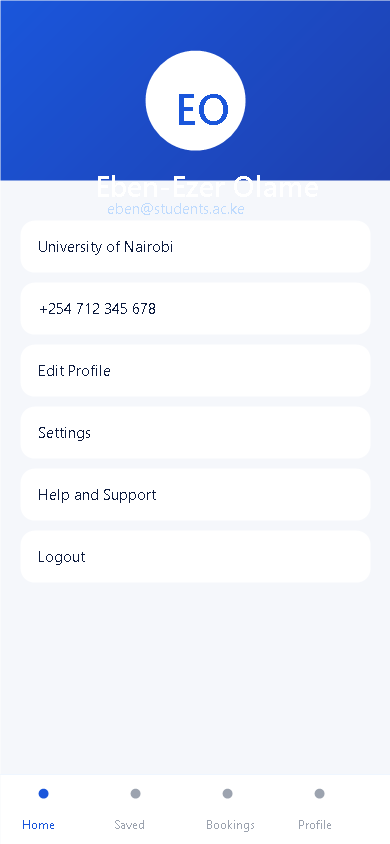 EO
Eben-Ezer Olame
eben@students.ac.ke
University of Nairobi
+254 712 345 678
Edit Profile
Settings
Help and Support
Logout
Home Saved Bookings Profile